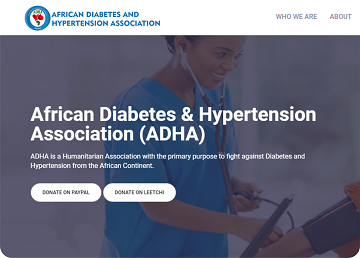 AFRICAN DIABETES AND
HYPERTENSION ASSOCIATION
WHO WE ARE
ABOUT
African Diabetes & Hypertension
Association (ADHA)
ADHA is a Humanitarian Association with the primary purpose to fight against Diabetes and
Hypertension from the African Continent.
DONATE ON PAYPAL
DONATE ON LEETCHI